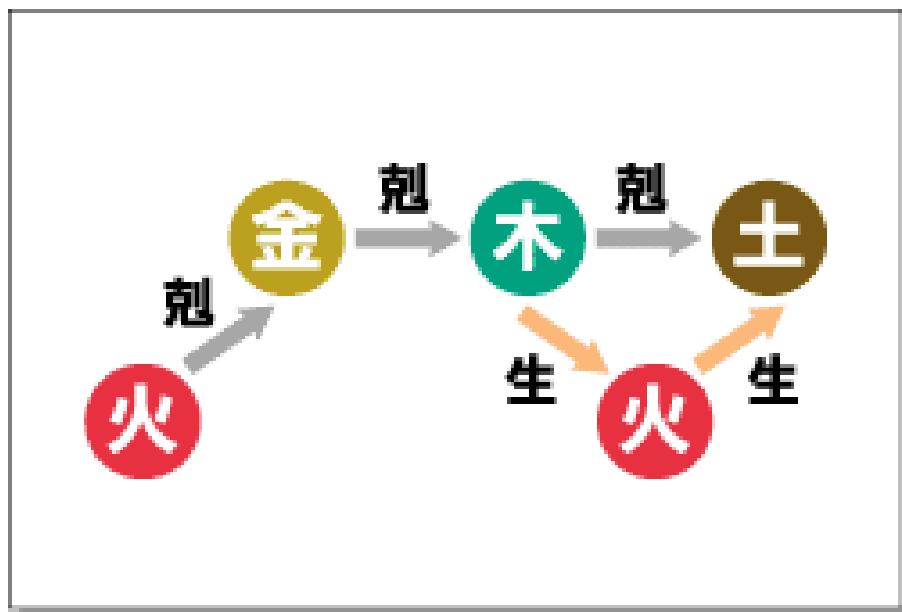 剋 剋
金 木 土
剋
火 生 火 生